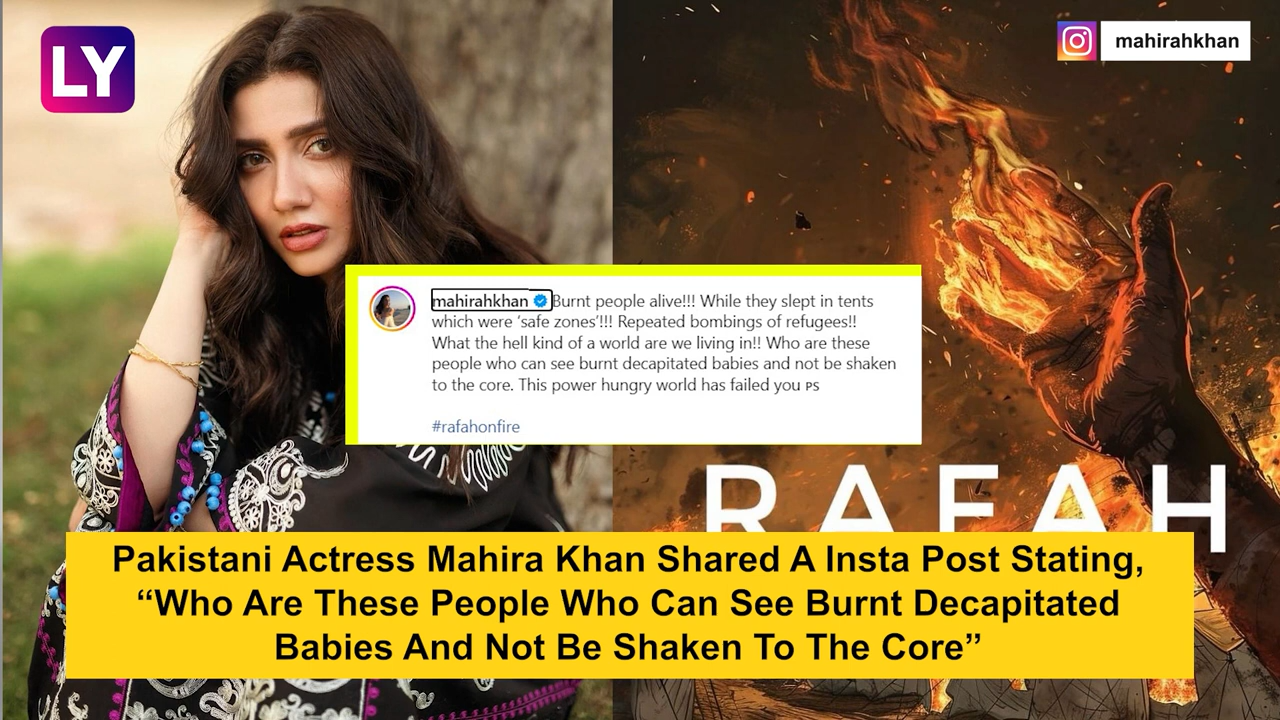 LY
mahirahkhan
mahirahkhan Burnt people alive!!! While they slept in tents
which were ‘safe zones’!!! Repeated bombings of refugees!!
What the hell kind of a world are we living in!! Who are these
people who can see burnt decapitated babies and not be shaken
to the core. This power hungry world has failed you PS
#rafahonfire
RAFAH
Pakistani Actress Mahira Khan Shared A Insta Post Stating,
“Who Are These People Who Can See Burnt Decapitated
Babies And Not Be Shaken To The Core”